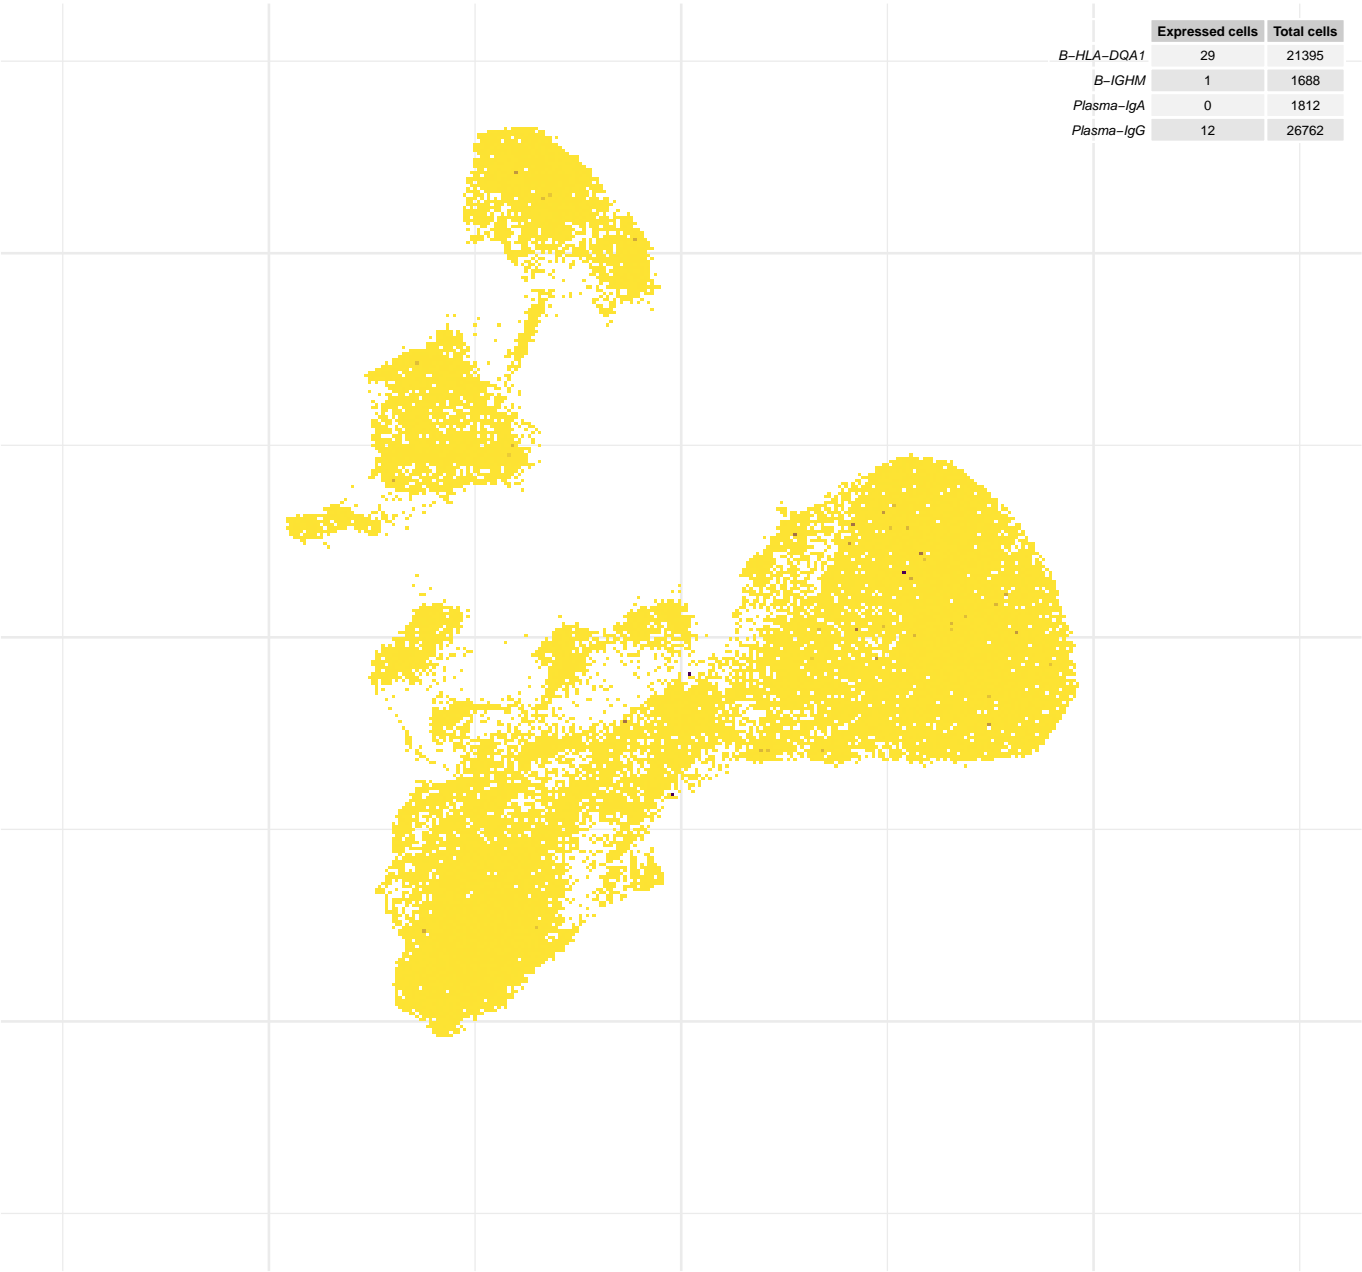 Expressed cells Total cells
B−HLA−DQA1 29 21395
B−IGHM 1 1688
Plasma−IgA 0 1812
Plasma−IgG 12 26762